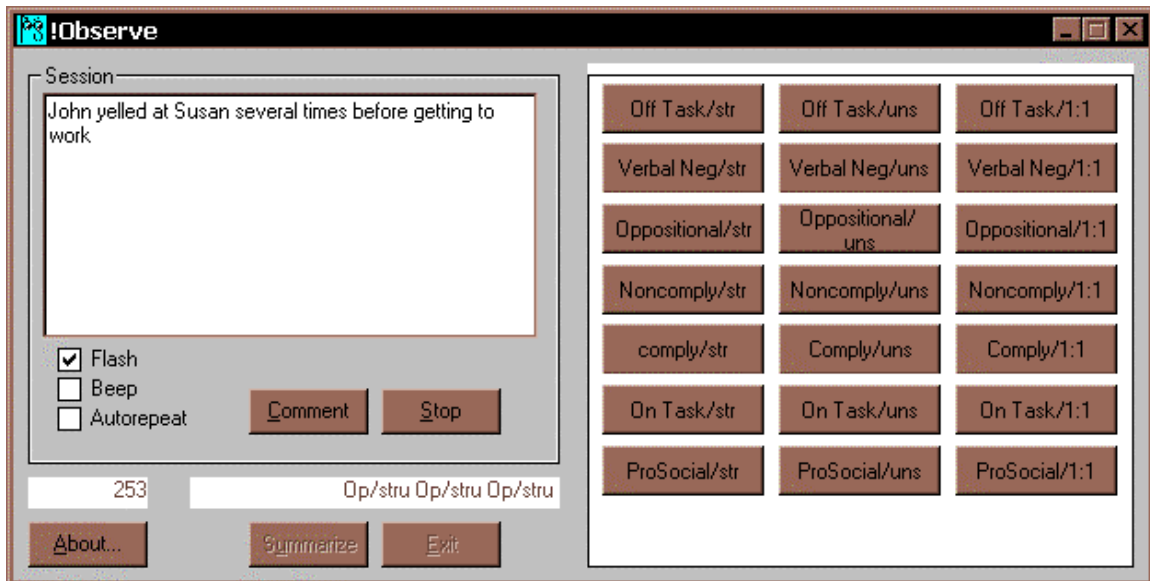 !Observe
Session
John yelled at Susan several times before getting to
work
Flash
Beep
Autorepeat
Comment
Stop
253
Op/stru Op/stru Op/stru
About...
Summarize
Exit
Off Task/str
Off Task/uns
Off Task/1:1
Verbal Neg/str
Verbal Neg/uns
Verbal Neg/1:1
Oppositional/str
Oppositional/
uns
Oppositional/1:1
Noncomply/str
Noncomply/uns
Noncomply/1:1
comply/str
Comply/uns
Comply/1:1
On Task/str
On Task/uns
On Task/1:1
ProSocial/str
ProSocial/uns
ProSocial/1:1